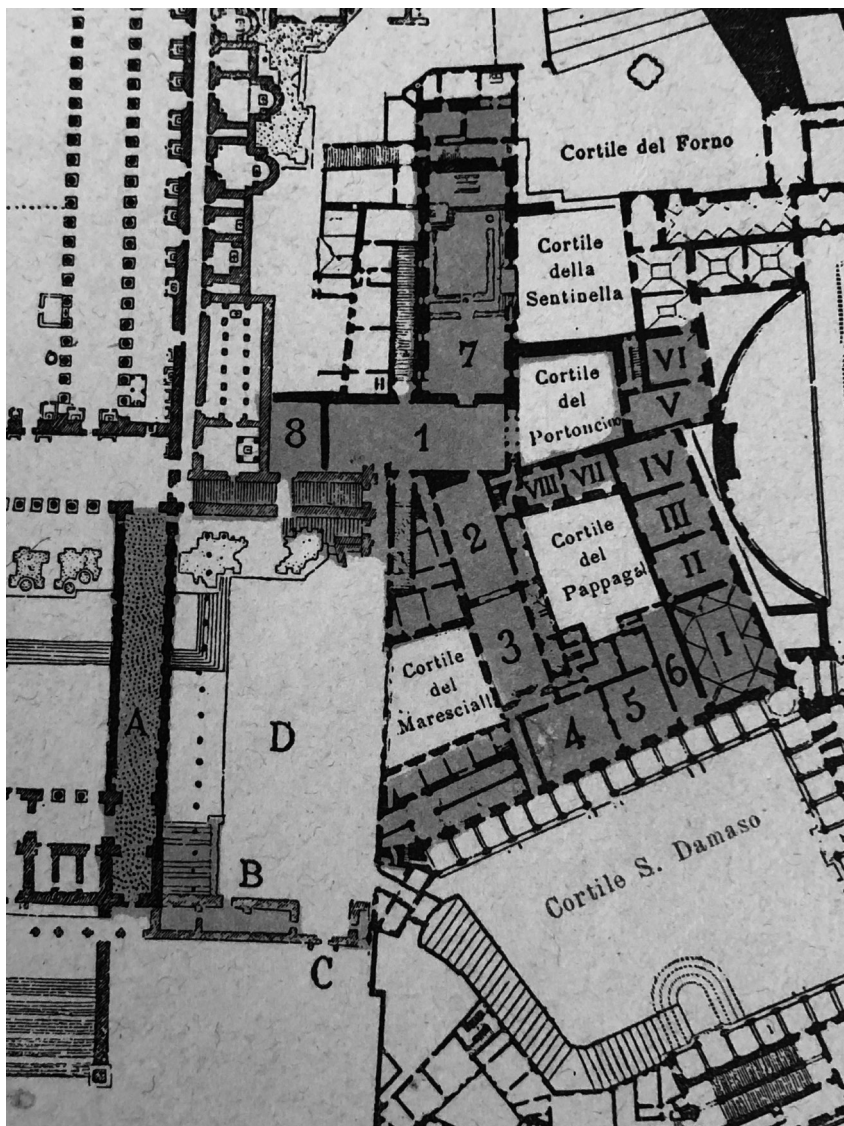 Cortile del Forno
Cortile
della
Sentinella
7
VI
Cortile
del
Portoncino
V
H
8
1
IV
VIII
VII
III
2
Cortile
del
Pappagal
II
3
I
Cortile
del
Marescialli
6
5
4
A
D
Cortile S. Damaso
B
C